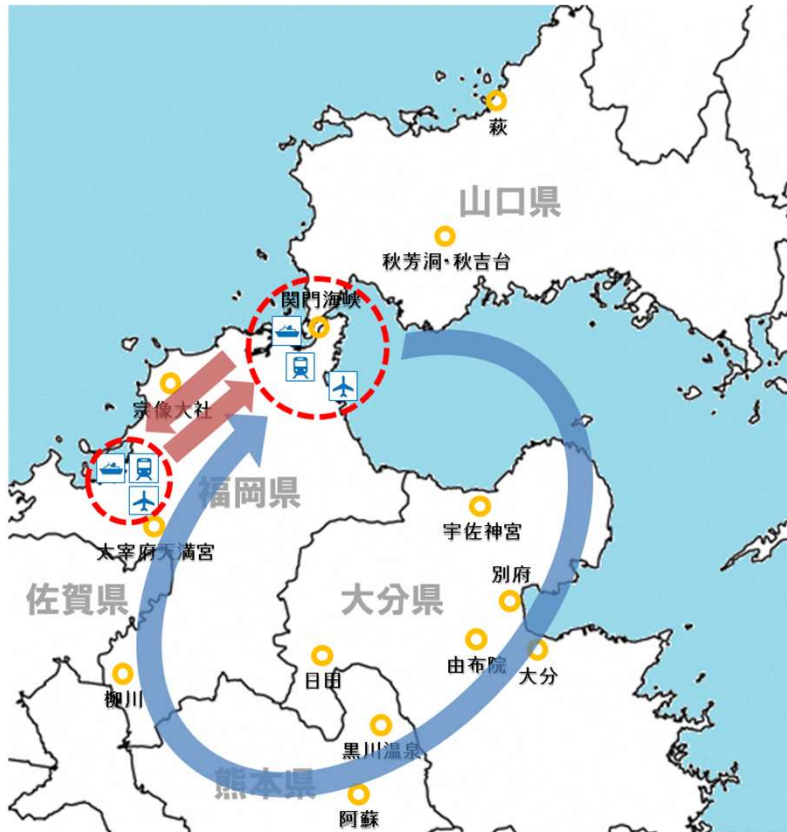 萩
山口県
秋芳洞・秋吉台
関門海峡
宗像大社
福岡県
宇佐神宮
太宰府天満宮
佐賀県
大分県
別府
由布院
大分
日田
柳川
黒川温泉
熊本県
阿蘇